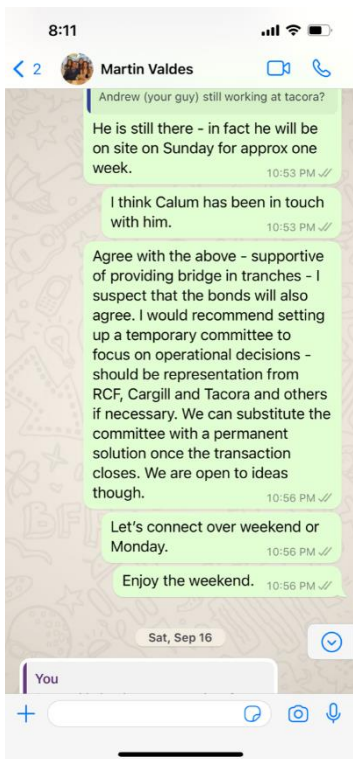 8:11
2
Martin Valdes
Andrew (your guy) still working at tacora?
He is still there - in fact he will be
on site on Sunday for approx one
week.
10:53 PM
I think Calum has been in touch
with him.
10:53 PM
Agree with the above - supportive
of providing bridge in tranches - I
suspect that the bonds will also
agree. I would recommend setting
up a temporary committee to
focus on operational decisions -
should be representation from
RCF, Cargill and Tacora and others
if necessary. We can substitute the
committee with a permanent
solution once the transaction
closes. We are open to ideas
though.
10:56 PM
Let's connect over weekend or
Monday.
10:56 PM
Enjoy the weekend.
10:56 PM
Sat, Sep 16
You